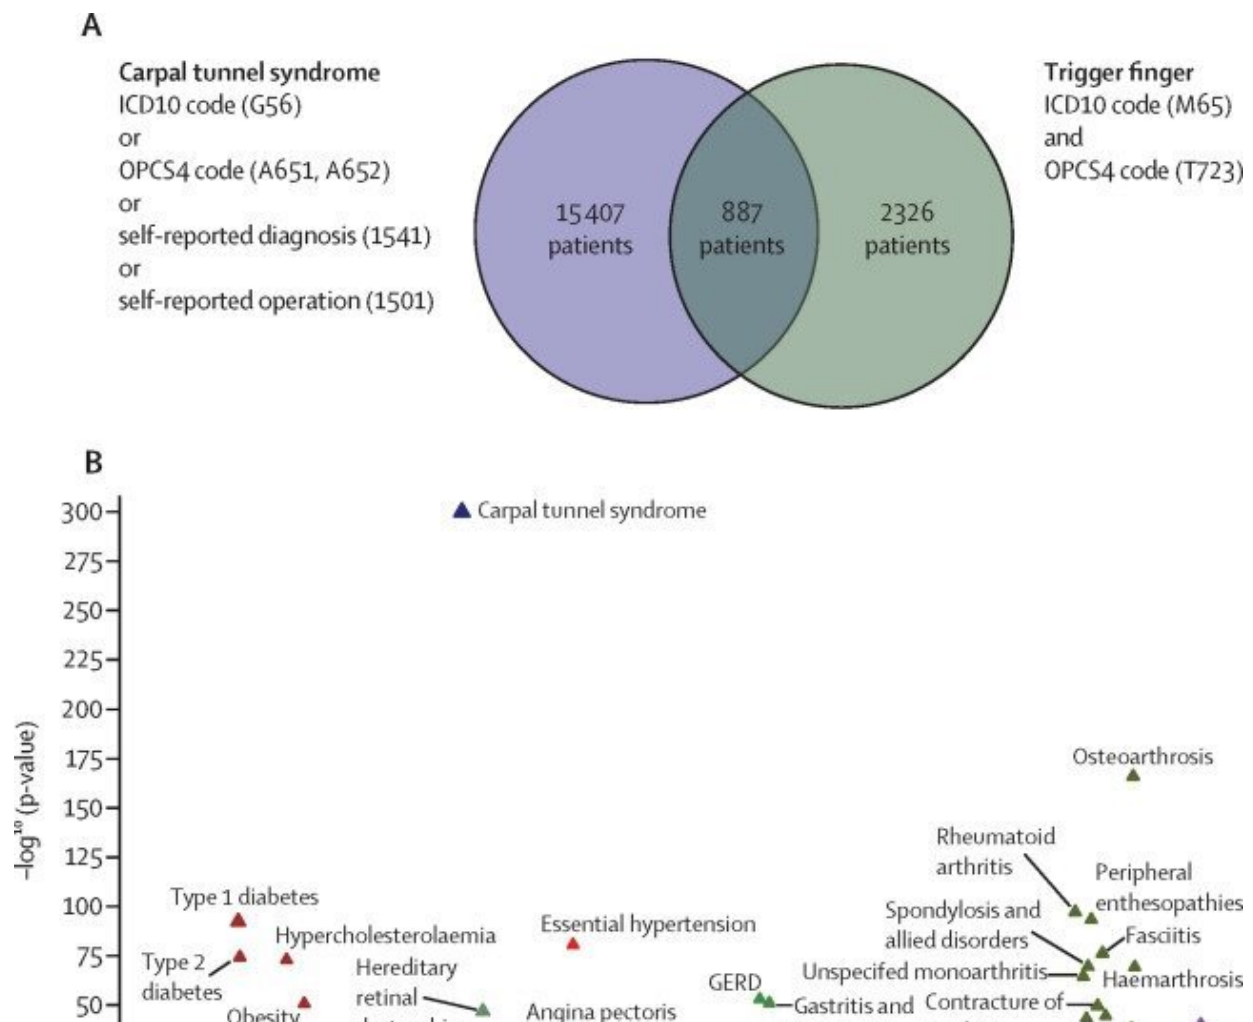 A
Carpal tunnel syndrome
ICD10 code (G56)
or
OPCS4 code (A651, A652)
or
self-reported diagnosis (1541)
or
self-reported operation (1501)
15407
patients
887
patients
2326
patients
Trigger finger
ICD10 code (M65)
and
OPCS4 code (T723)
B
–log¹⁰ (p-value)
300
275
250
225
200
175
150
125
100
75
50
Carpal tunnel syndrome
Osteoarthrosis
Rheumatoid
arthritis
Peripheral
enthesopathies
Type 1 diabetes
Essential hypertension
Spondylosis and
allied disorders
Fasciitis
Hypercholesterolaemia
Type 2
diabetes
Hereditary
retinal
Unspecifed monoarthritis
Haemarthrosis
GERD
Obesity
Angina pectoris
Gastritis and
Contracture of